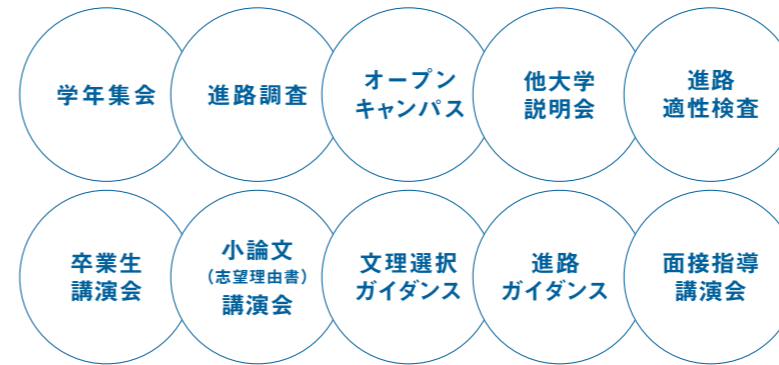 学年集会
進路調査
オープン
キャンパス
他大学
説明会
進路
適性検査
卒業生
講演会
小論文
(志望理由書)
講演会
文理選択
ガイダンス
進路
ガイダンス
面接指導
講演会